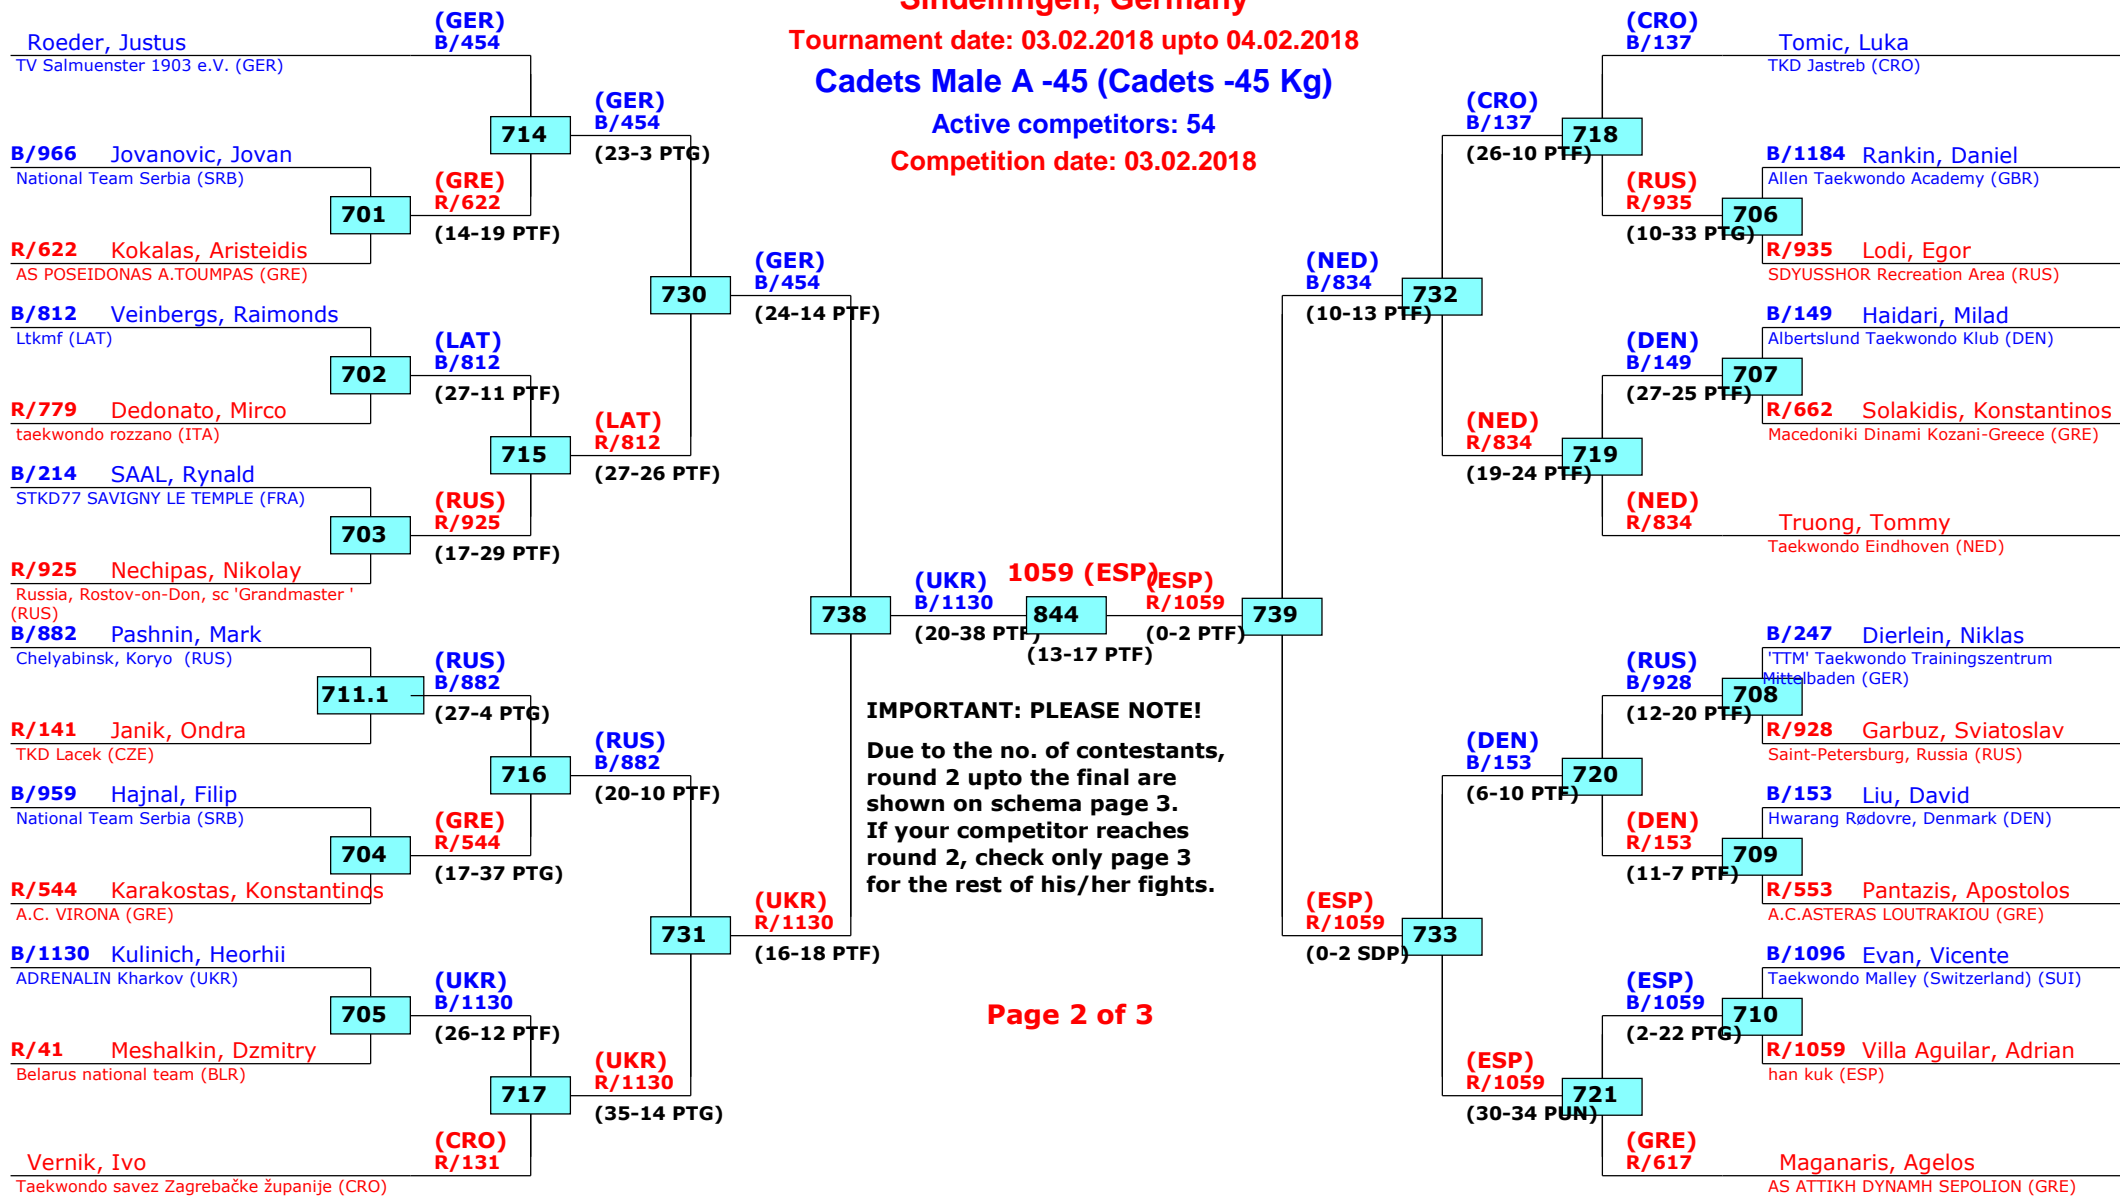 Sindelfingen, Germany
Tournament date: 03.02.2018 upto 04.02.2018
Cadets Male A -45 (Cadets -45 Kg)
Active competitors: 54
Competition date: 03.02.2018
Roeder, Justus
TV Salmuenster 1903 e.V. (GER)
(GER)
B/454
B/966 Jovanovic, Jovan
National Team Serbia (SRB)
701
R/622 Kokalas, Aristeidis
AS POSEIDONAS A.TOUMPAS (GRE)
(GRE)
R/622
(14-19 PTF)
714
(GER)
B/454
(23-3 PTG)
B/812 Veinbergs, Raimonds
Ltkmf (LAT)
702
R/779 Dedonato, Mirco
taekwondo rozzano (ITA)
(LAT)
B/812
(27-11 PTF)
B/214 SAAL, Rynald
STKD77 SAVIGNY LE TEMPLE (FRA)
703
R/925 Nechipas, Nikolay
Russia, Rostov-on-Don, sc 'Grandmaster '
(RUS)
(RUS)
R/925
(17-29 PTF)
715
(LAT)
R/812
(27-26 PTF)
730
(GER)
B/454
(24-14 PTF)
B/882 Pashnin, Mark
Chelyabinsk, Koryo (RUS)
711.1
R/141 Janik, Ondra
TKD Lacek (CZE)
(RUS)
B/882
(27-4 PTG)
B/959 Hajnal, Filip
National Team Serbia (SRB)
704
R/544 Karakostas, Konstantinos
A.C. VIRONA (GRE)
(GRE)
R/544
(17-37 PTG)
716
(RUS)
B/882
(20-10 PTF)
B/1130 Kulinich, Heorhii
ADRENALIN Kharkov (UKR)
705
R/41 Meshalkin, Dzmitry
Belarus national team (BLR)
(UKR)
B/1130
(26-12 PTF)
Vernik, Ivo
Taekwondo savez Zagrebačke županije (CRO)
(CRO)
R/131
717
(UKR)
R/1130
(35-14 PTG)
731
(UKR)
R/1130
(16-18 PTF)
738
(UKR)
B/1130
(20-38 PTF)
1059 (ESP)
844
(13-17 PTF)
(ESP)
R/1059
(0-2 PTF)
739
IMPORTANT: PLEASE NOTE!
Due to the no. of contestants,
round 2 upto the final are
shown on schema page 3.
If your competitor reaches
round 2, check only page 3
for the rest of his/her fights.
Page 2 of 3
(NED)
B/834
(10-13 PTF)
732
(CRO)
B/137
(26-10 PTF)
718
(CRO)
B/137
Tomic, Luka
TKD Jastreb (CRO)
(RUS)
R/935
(10-33 PTG)
706
B/1184 Rankin, Daniel
Allen Taekwondo Academy (GBR)
R/935 Lodi, Egor
SDYUSSHOR Recreation Area (RUS)
(NED)
R/834
(19-24 PTF)
719
(DEN)
B/149
(27-25 PTF)
707
B/149 Haidari, Milad
Albertslund Taekwondo Klub (DEN)
R/662 Solakidis, Konstantinos
Macedoniki Dinami Kozani-Greece (GRE)
(NED)
R/834
Truong, Tommy
Taekwondo Eindhoven (NED)
(ESP)
R/1059
(0-2 SDP)
733
(DEN)
B/153
(6-10 PTF)
720
(RUS)
B/928
(12-20 PTF)
708
B/247 Dierlein, Niklas
'TTM' Taekwondo Trainingszentrum
Mittelbaden (GER)
R/928 Garbuz, Sviatoslav
Saint-Petersburg, Russia (RUS)
(DEN)
R/153
(11-7 PTF)
709
B/153 Liu, David
Hwarang Rødovre, Denmark (DEN)
R/553 Pantazis, Apostolos
A.C.ASTERAS LOUTRAKIOU (GRE)
(ESP)
R/1059
(30-34 PUN)
721
(ESP)
B/1059
(2-22 PTG)
710
B/1096 Evan, Vicente
Taekwondo Malley (Switzerland) (SUI)
R/1059 Villa Aguilar, Adrian
han kuk (ESP)
(GRE)
R/617
Maganaris, Agelos
AS ATTIKH DYNAMH SEPOLION (GRE)